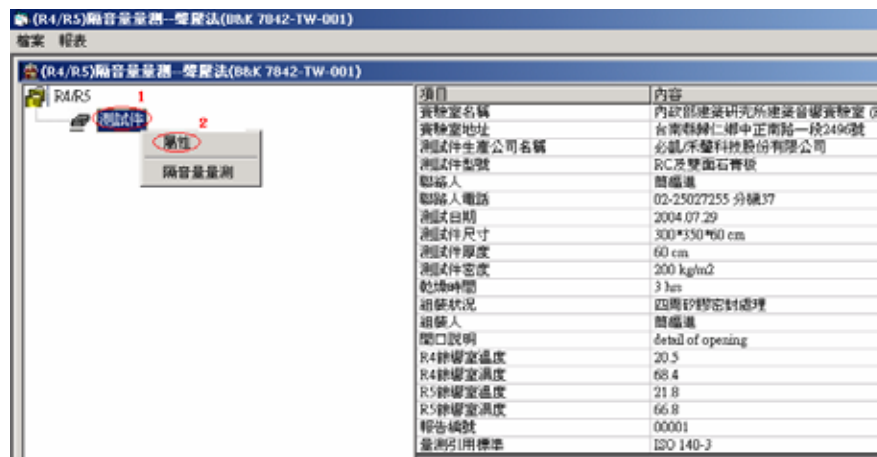 (R4/R5)隔音量量測--聲壓法(B&K 7842-TW-001)
檔案 報表
(R4/R5)隔音量量測--聲壓法(B&K 7842-TW-001)
R4/R5
1
測試件
2
屬性
隔音量量測
項目 內容
實驗室名稱 內政部建築研究所建築音響實驗室
實驗室地址 台南縣歸仁鄉中正南路一段2496號
測試件生產公司名稱 必凱/禾馨科技股份有限公司
測試件型號 RC及雙面石膏板
聯絡人 簡福進
聯絡人電話 02-25027255 分機37
測試日期 2004.07.29
測試件尺寸 300*350*60 cm
測試件厚度 60 cm
測試件密度 200 kg/m2
乾燥時間 3 hrs
組裝狀況 四周矽膠密封處理
組裝人 簡福進
開口說明 detail of opening
R4餘響室溫度 20.5
R4餘響室濕度 68.4
R5餘響室溫度 21.8
R5餘響室濕度 66.8
報告編號 00001
量測引用標準 ISO 140-3